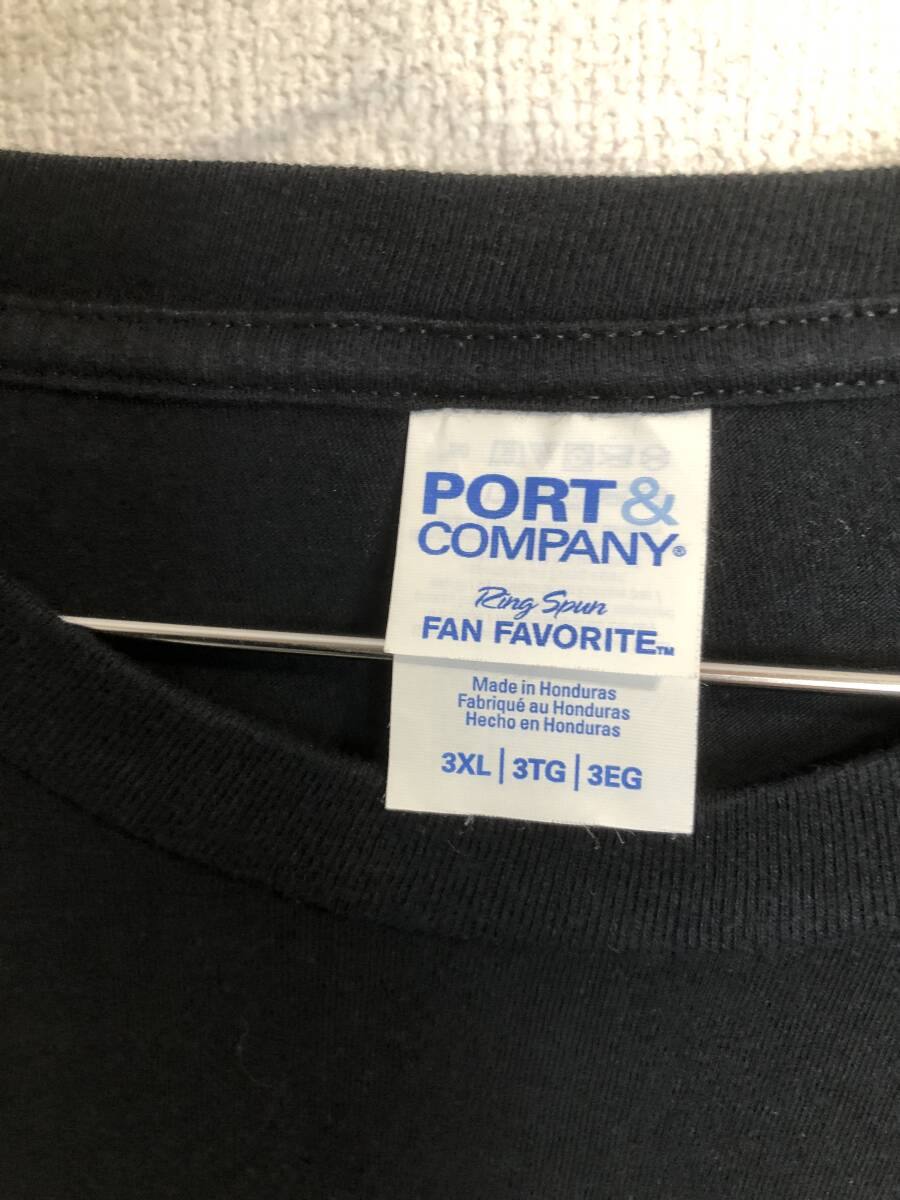 PORT &
COMPANY®
Ring Spun
FAN FAVORITE™
Made in Honduras
Fabriqué au Honduras
Hecho en Honduras
3XL | 3TG | 3EG